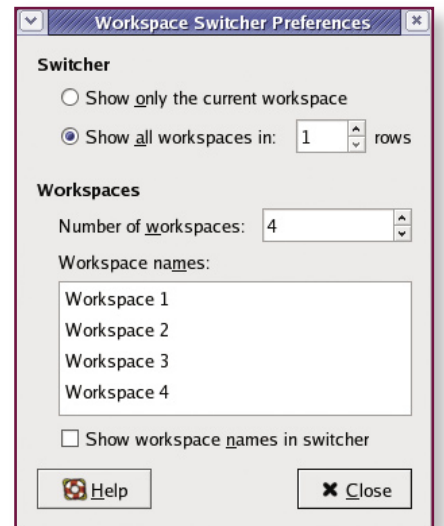 Workspace Switcher Preferences
Switcher
Show only the current workspace
Show all workspaces in: 1 rows
Workspaces
Number of workspaces: 4
Workspace names:
Workspace 1
Workspace 2
Workspace 3
Workspace 4
Show workspace names in switcher
Help Close